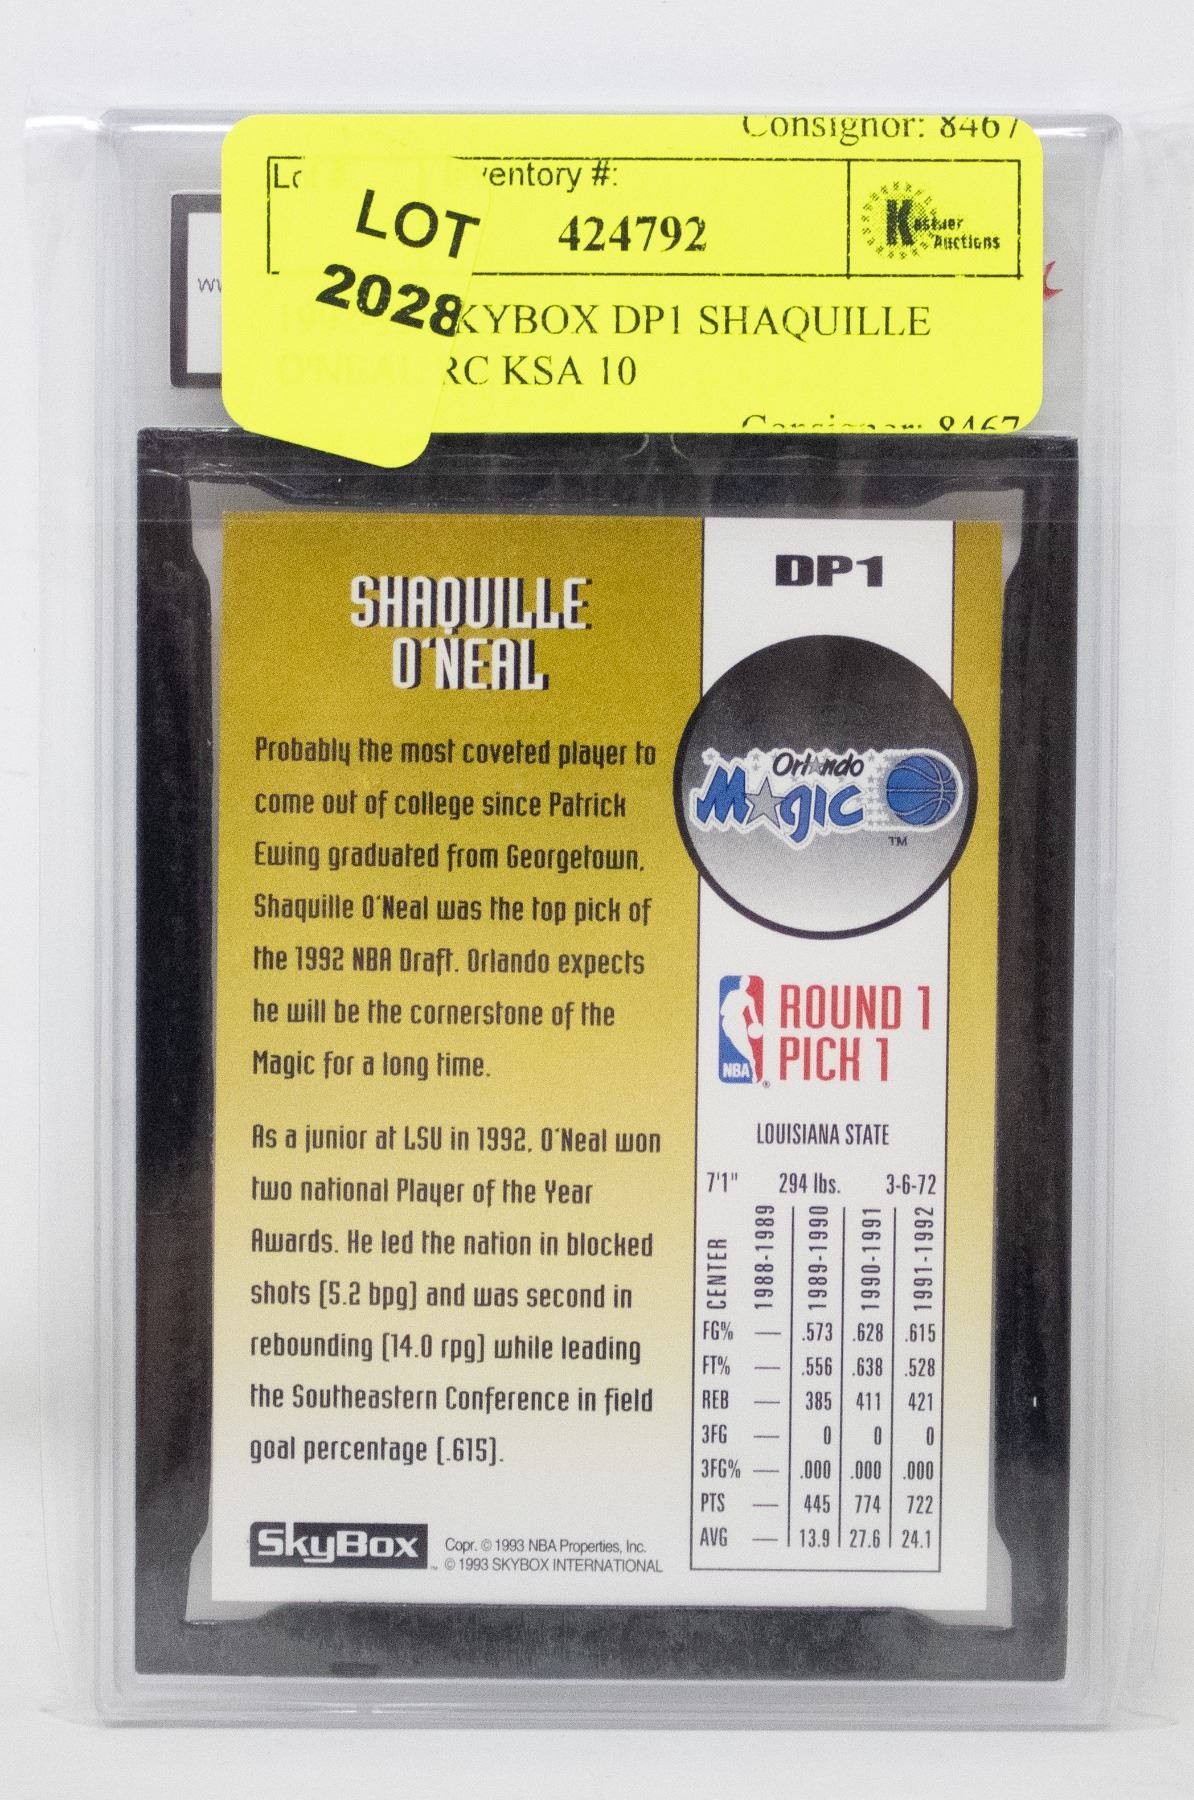 Consignor: 8467
ventory #:
LOT
2028
424792
Kastner
Auctions
KYBOX DP1 SHAQUILLE
RC KSA 10
Consignor: 8467
SHAQUILLE
O'NEAL
Probably the most coveted player to
come out of college since Patrick
Ewing graduated from Georgetown,
Shaquille O'Neal was the top pick of
the 1992 NBA Draft. Orlando expects
he will be the cornerstone of the
Magic for a long time.
As a junior at LSU in 1992, O'Neal won
two national Player of the Year
Awards. He led the nation in blocked
shots (5.2 bpg) and was second in
rebounding (14.0 rpg) while leading
the Southeastern Conference in field
goal percentage (.615).
SkyBox
Copr. © 1993 NBA Properties, Inc.
© 1993 SKYBOX INTERNATIONAL
DP1
Orlando
Magic
TM
NBA
®
ROUND 1
PICK 1
LOUISIANA STATE
7'1" 294 lbs. 3-6-72
CENTER 1988-1989 1989-1990 1990-1991 1991-1992
FG% — .573 .628 .615
FT% — .556 .638 .528
REB — 385 411 421
3FG — 0 0 0
3FG% — .000 .000 .000
PTS — 445 774 722
AVG — 13.9 27.6 24.1